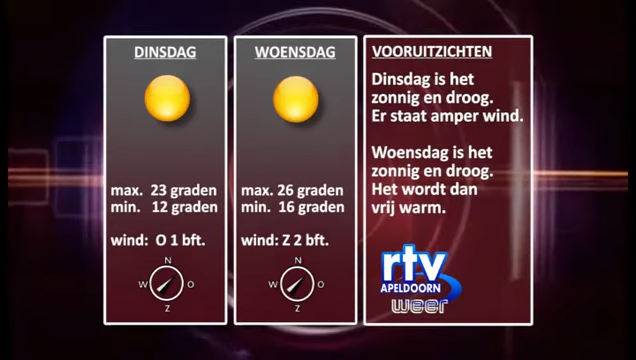 DINSDAG
max. 23 graden
min. 12 graden
wind: O 1 bft.
N
W O
Z
WOENSDAG
max. 26 graden
min. 16 graden
wind: Z 2 bft.
N
W O
Z
VOORUITZICHTEN
Dinsdag is het
zonnig en droog.
Er staat amper wind.
Woensdag is het
zonnig en droog.
Het wordt dan
vrij warm.
rtv
APELDOORN
weer